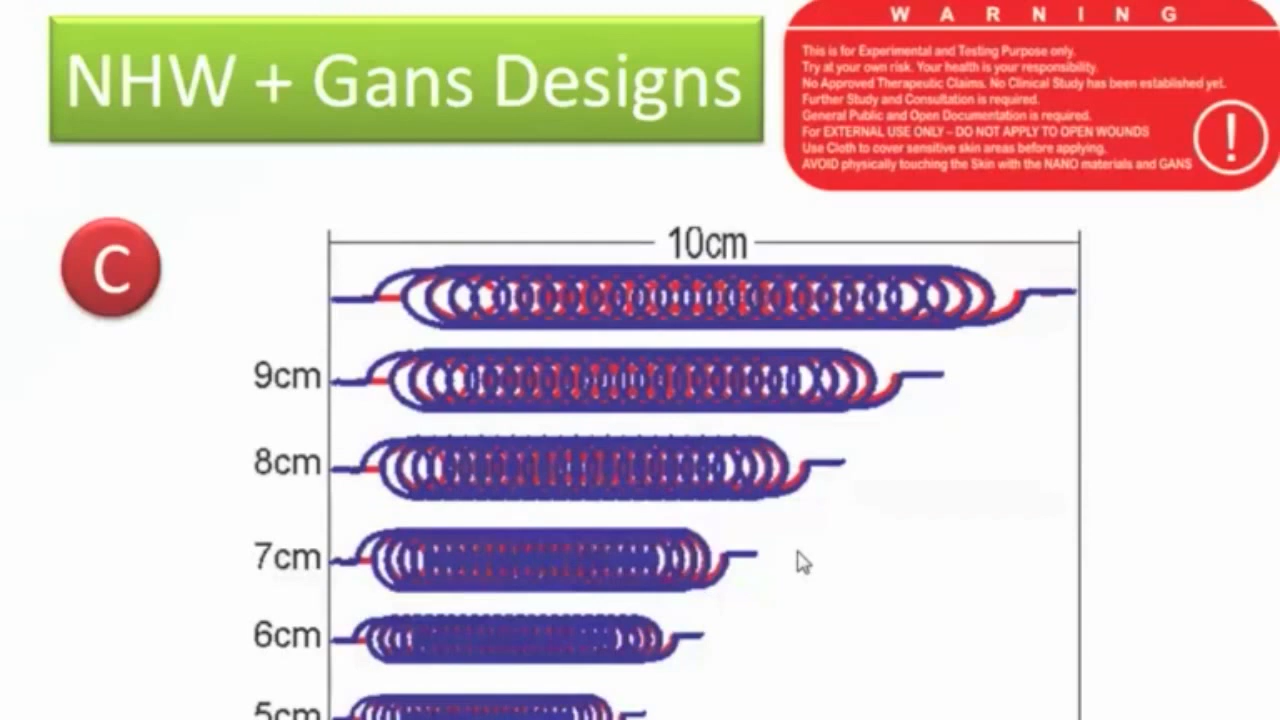 NHW + Gans Designs
WARNING
This is for Experimental and Testing Purpose only.
Try at your own risk. Your health is your responsibility.
No Approved Therapeutic Claims. No Clinical Study has been established yet.
Further Study and Consultation is required.
General Public and Open Documentation is required.
For EXTERNAL USE ONLY – DO NOT APPLY TO OPEN WOUNDS
Use Cloth to cover sensitive skin areas before applying.
AVOID physically touching the Skin with the NANO materials and GANS
!
C
10cm
9cm
8cm
7cm
6cm
5cm